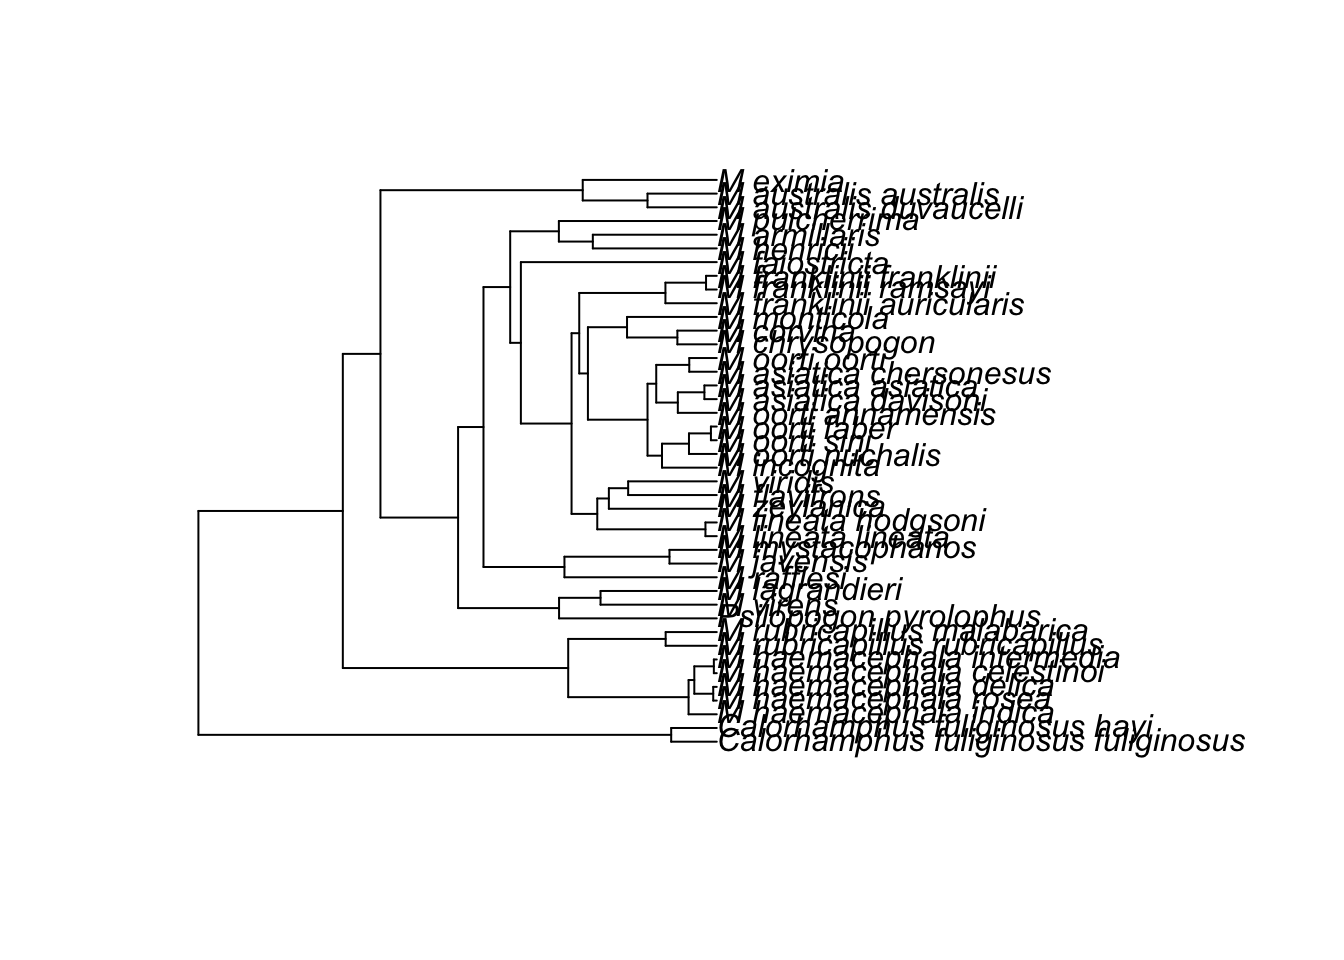 M eximia
M australis australis
M australis duvaucelli
M pulcherrima
M armillaris
M henricii
M faiostricta
M franklinii franklinii
M franklinii ramsayi
M franklinii auricularis
M monticola
M corvina
M chrysopogon
M oorti oorti
M asiatica chersonesus
M asiatica asiatica
M asiatica davisoni
M oorti annamensis
M oorti faber
M oorti sini
M oorti nuchalis
M incognita
M viridis
M flavifrons
M zeylanica
M lineata hodgsoni
M lineata lineata
M mystacophanos
M javensis
M rafflesi
M lagrandieri
M virens
Psilopogon pyrolophus
M rubricapillus malabarica
M rubricapillus rubricapillus
M haemacephala intermedia
M haemacephala celestinoi
M haemacephala delica
M haemacephala rosea
M haemacephala indica
Calorhamphus fuliginosus hayi
Calorhamphus fuliginosus fuliginosus